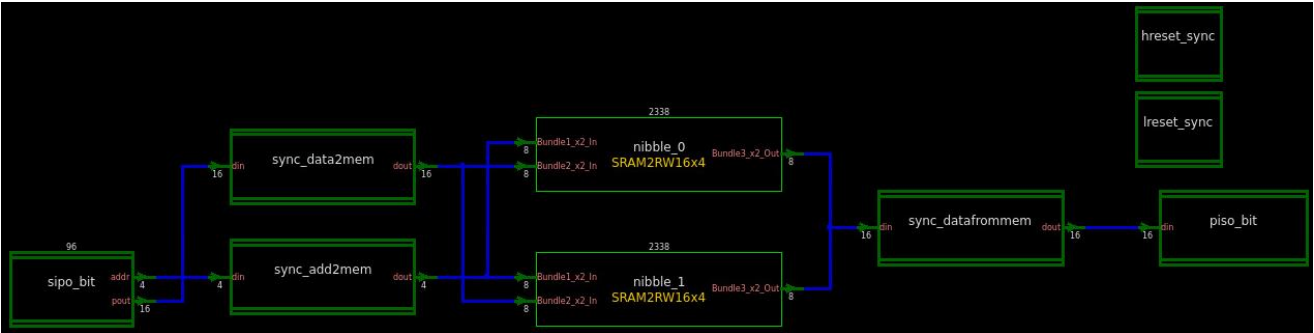 hreset_sync
lreset_sync
96
sipo_bit
addr
4
pout
16
din
16
sync_data2mem
dout
16
din
4
sync_add2mem
dout
4
2338
Bundle1_x2_In
8
Bundle2_x2_In
8
nibble_0
SRAM2RW16x4
Bundle3_x2_Out
8
2338
Bundle1_x2_In
8
Bundle2_x2_In
8
nibble_1
SRAM2RW16x4
Bundle3_x2_Out
8
din
16
sync_datafrommem
dout
16
din
16
piso_bit